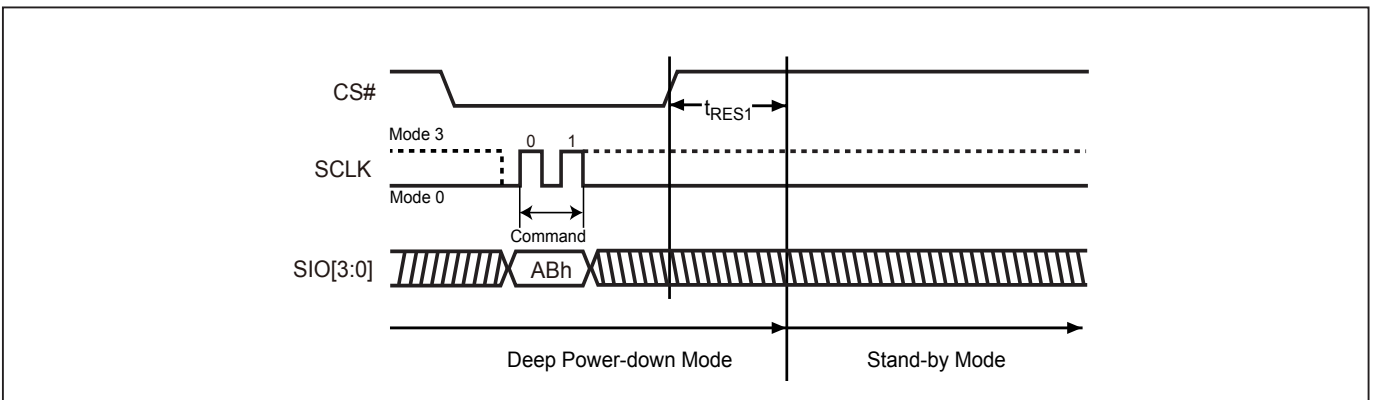 CS#
tRES1
Mode 3
0 1
SCLK
Mode 0
Command
SIO[3:0]
ABh
Deep Power-down Mode
Stand-by Mode